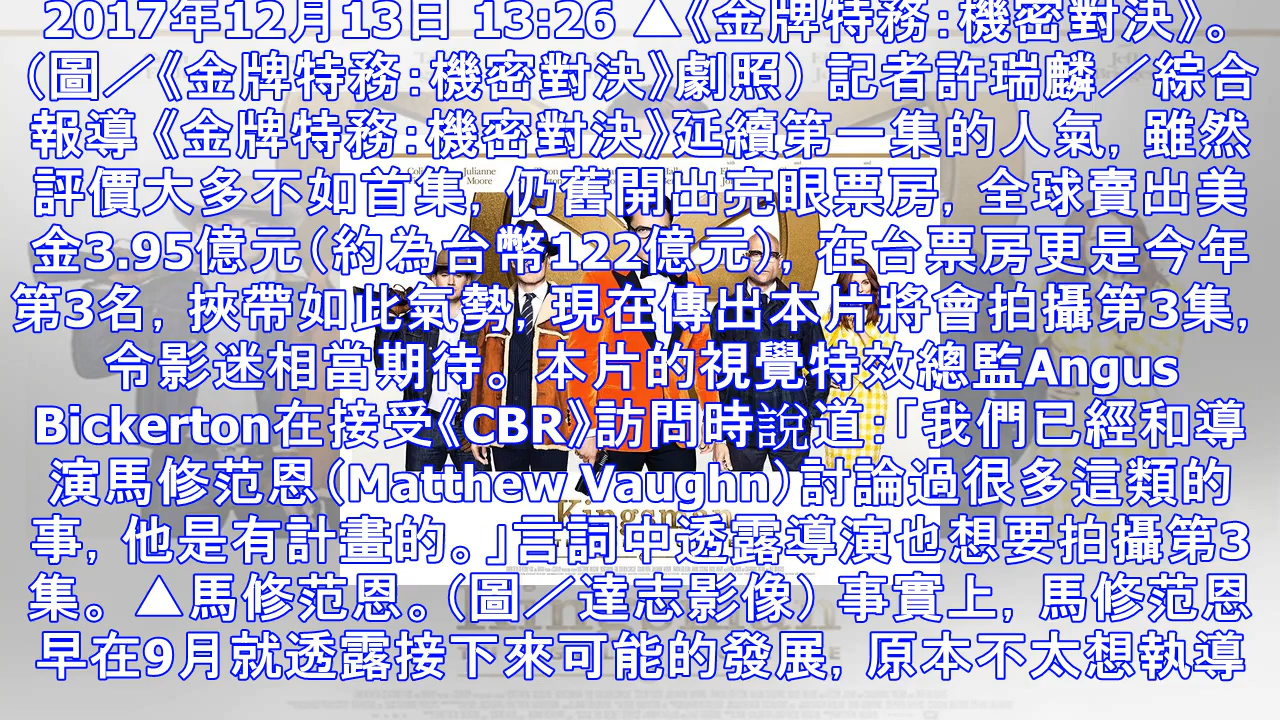 2017年12月13日 13:26 ▲《金牌特務：機密對決》。
（圖／《金牌特務：機密對決》劇照） 記者許瑞麟／綜合
報導 《金牌特務：機密對決》延續第一集的人氣，雖然
評價大多不如首集，仍舊開出亮眼票房，全球賣出美
金3.95億元（約為台幣122億元），在台票房更是今年
第3名，挾帶如此氣勢，現在傳出本片將會拍攝第3集，
令影迷相當期待。 本片的視覺特效總監Angus
Bickerton在接受《CBR》訪問時說道：「我們已經和導
演馬修范恩（Matthew Vaughn）討論過很多這類的
事，他是有計畫的。」言詞中透露導演也想要拍攝第3
集。 ▲馬修范恩。（圖／達志影像） 事實上，馬修范恩
早在9月就透露接下來可能的發展，原本不太想執導
Julianne
Moore
Kingsman